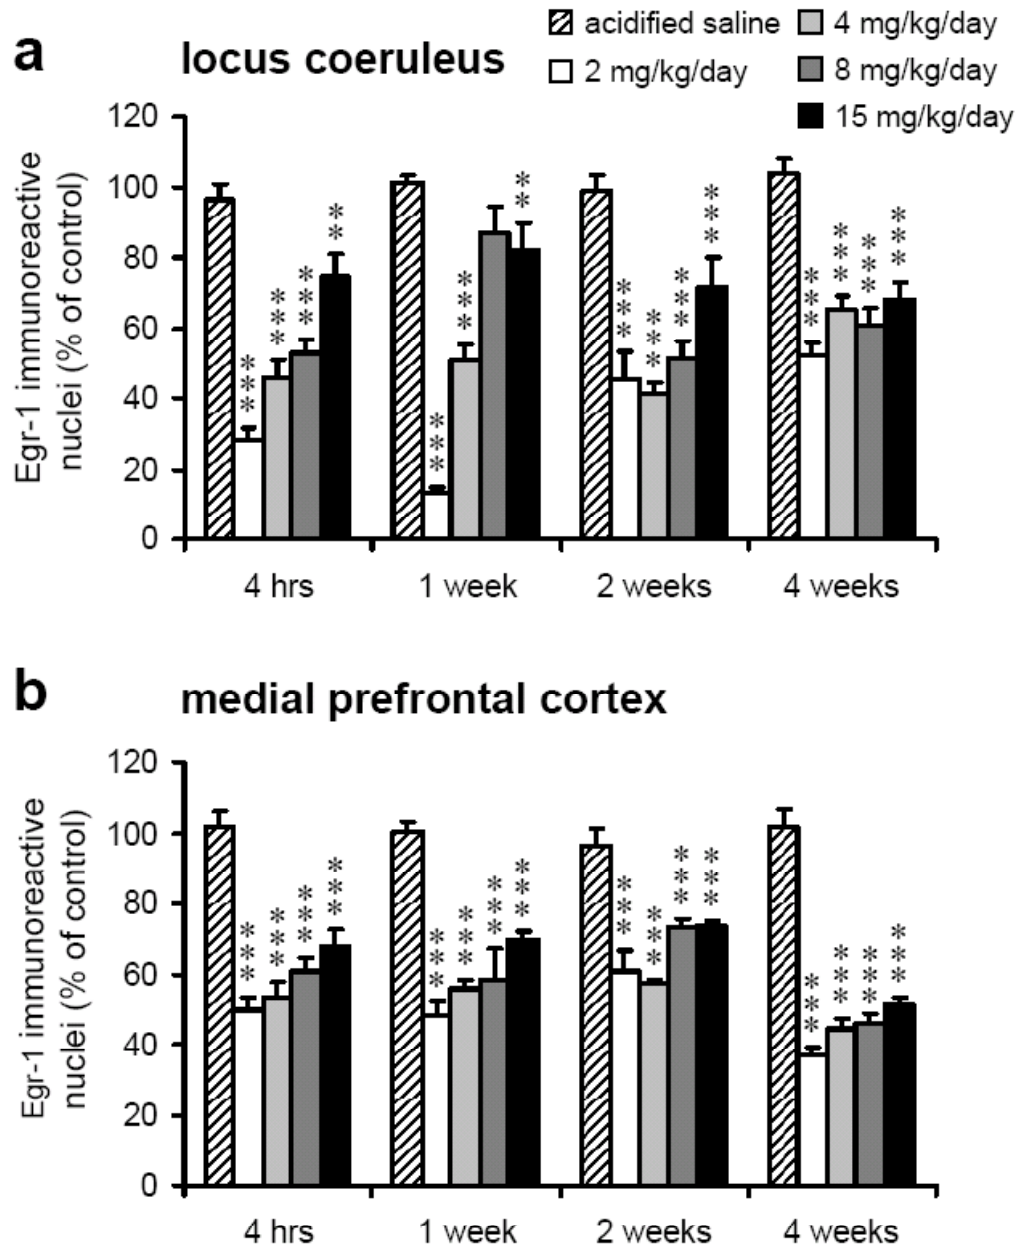 a locus coeruleus
acidified saline
2 mg/kg/day
4 mg/kg/day
8 mg/kg/day
15 mg/kg/day
Egr-1 immunoreactive
nuclei (% of control)
120
100
80
60
40
20
0
*** *** *** **
*** *** **
*** *** *** ***
*** *** *** ***
4 hrs 1 week 2 weeks 4 weeks
b medial prefrontal cortex
Egr-1 immunoreactive
nuclei (% of control)
120
100
80
60
40
20
0
*** *** *** ***
*** *** *** ***
*** *** *** ***
*** *** *** ***
4 hrs 1 week 2 weeks 4 weeks